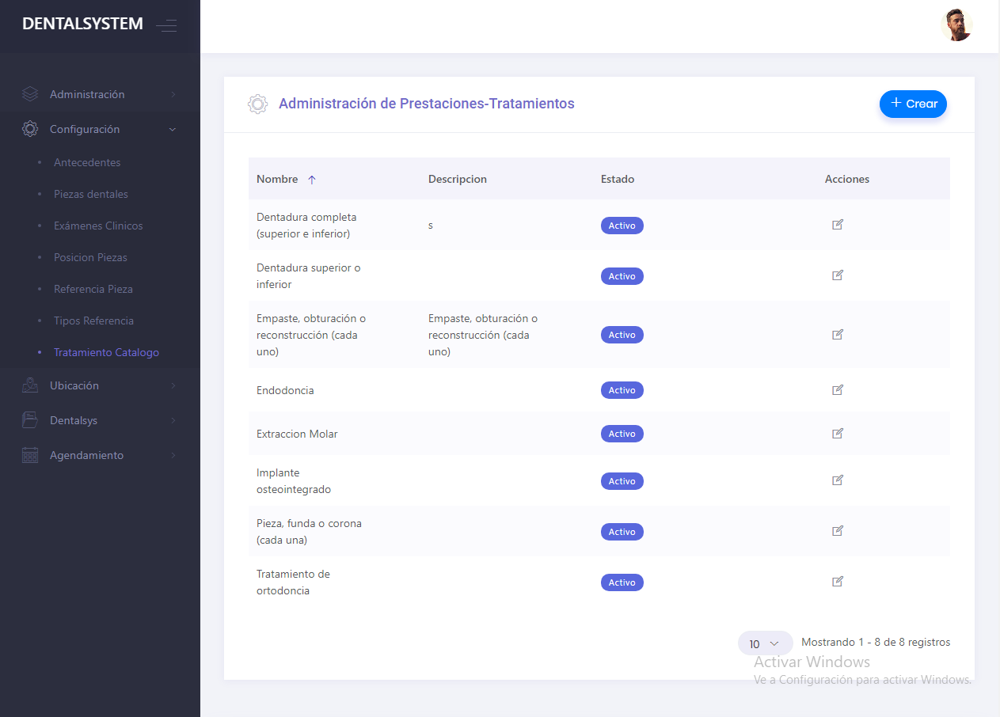 DENTALSYSTEM
Administración
Configuración
Antecedentes
Piezas dentales
Exámenes Clinicos
Posicion Piezas
Referencia Pieza
Tipos Referencia
Tratamiento Catalogo
Ubicación
Dentalsys
Agendamiento
Administración de Prestaciones-Tratamientos
+ Crear
Nombre Descripcion Estado Acciones
Dentadura completa
(superior e inferior)
s
Activo
Dentadura superior o
inferior
Activo
Empaste, obturación o
reconstrucción (cada
uno)
Empaste, obturación o
reconstrucción (cada
uno)
Activo
Endodoncia
Activo
Extraccion Molar
Activo
Implante
osteointegrado
Activo
Pieza, funda o corona
(cada una)
Activo
Tratamiento de
ortodoncia
Activo
10
Mostrando 1 - 8 de 8 registros
Activar Windows
Ve a Configuración para activar Windows.